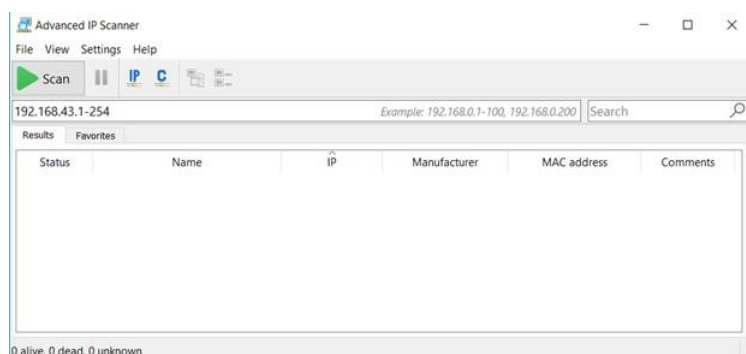 Advanced IP Scanner
File View Settings Help
Scan IP C
192.168.43.1-254 Example: 192.168.0.1-100, 192.168.0.200 Search
Results Favorites
Status Name IP Manufacturer MAC address Comments
0 alive, 0 dead, 0 unknown